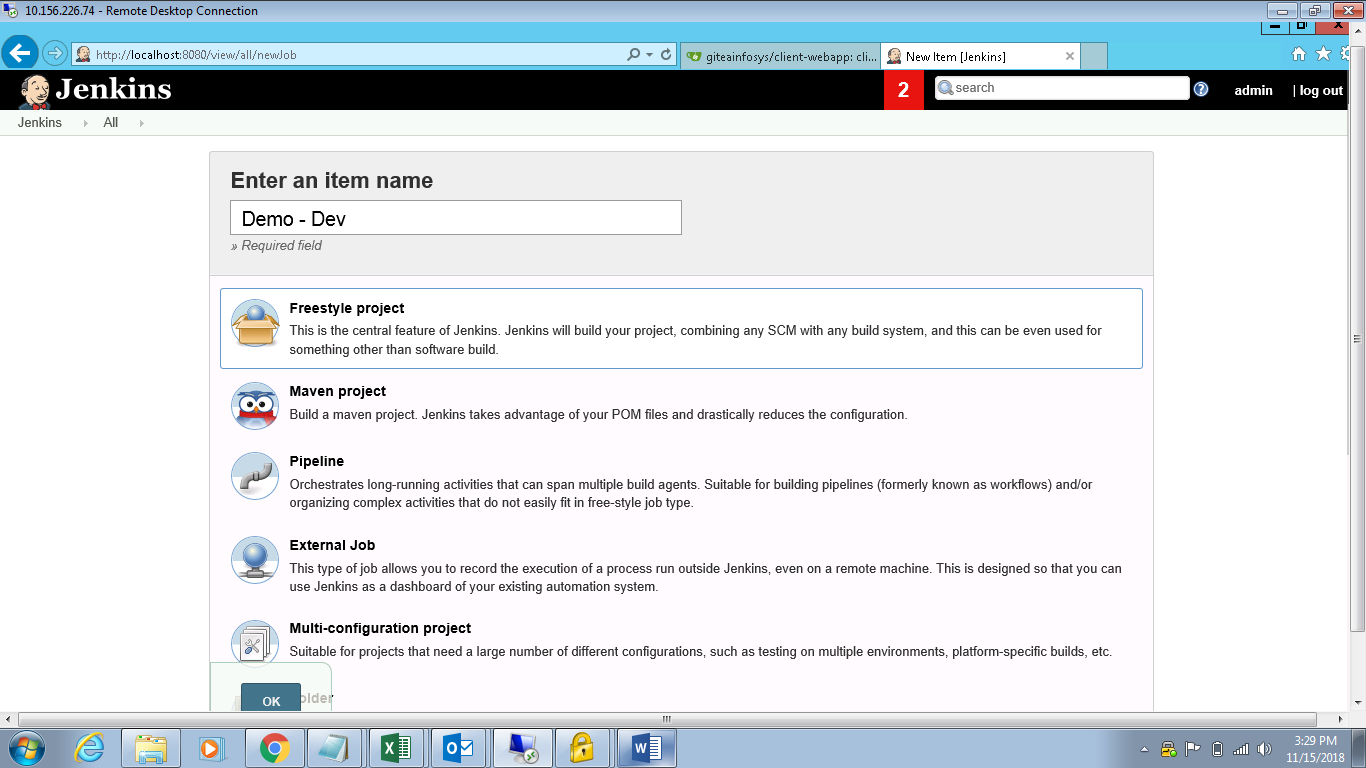 10.156.226.74 - Remote Desktop Connection
http://localhost:8080/view/all/newJob
giteainfosys/client-webapp: cli...
New Item [Jenkins]
Jenkins
2
search
admin
| log out
Jenkins
All
Enter an item name
Demo - Dev
» Required field
Freestyle project
This is the central feature of Jenkins. Jenkins will build your project, combining any SCM with any build system, and this can be even used for
something other than software build.
Maven project
Build a maven project. Jenkins takes advantage of your POM files and drastically reduces the configuration.
Pipeline
Orchestrates long-running activities that can span multiple build agents. Suitable for building pipelines (formerly known as workflows) and/or
organizing complex activities that do not easily fit in free-style job type.
External Job
This type of job allows you to record the execution of a process run outside Jenkins, even on a remote machine. This is designed so that you can
use Jenkins as a dashboard of your existing automation system.
Multi-configuration project
Suitable for projects that need a large number of different configurations, such as testing on multiple environments, platform-specific builds, etc.
older
OK
3:29 PM
11/15/2018